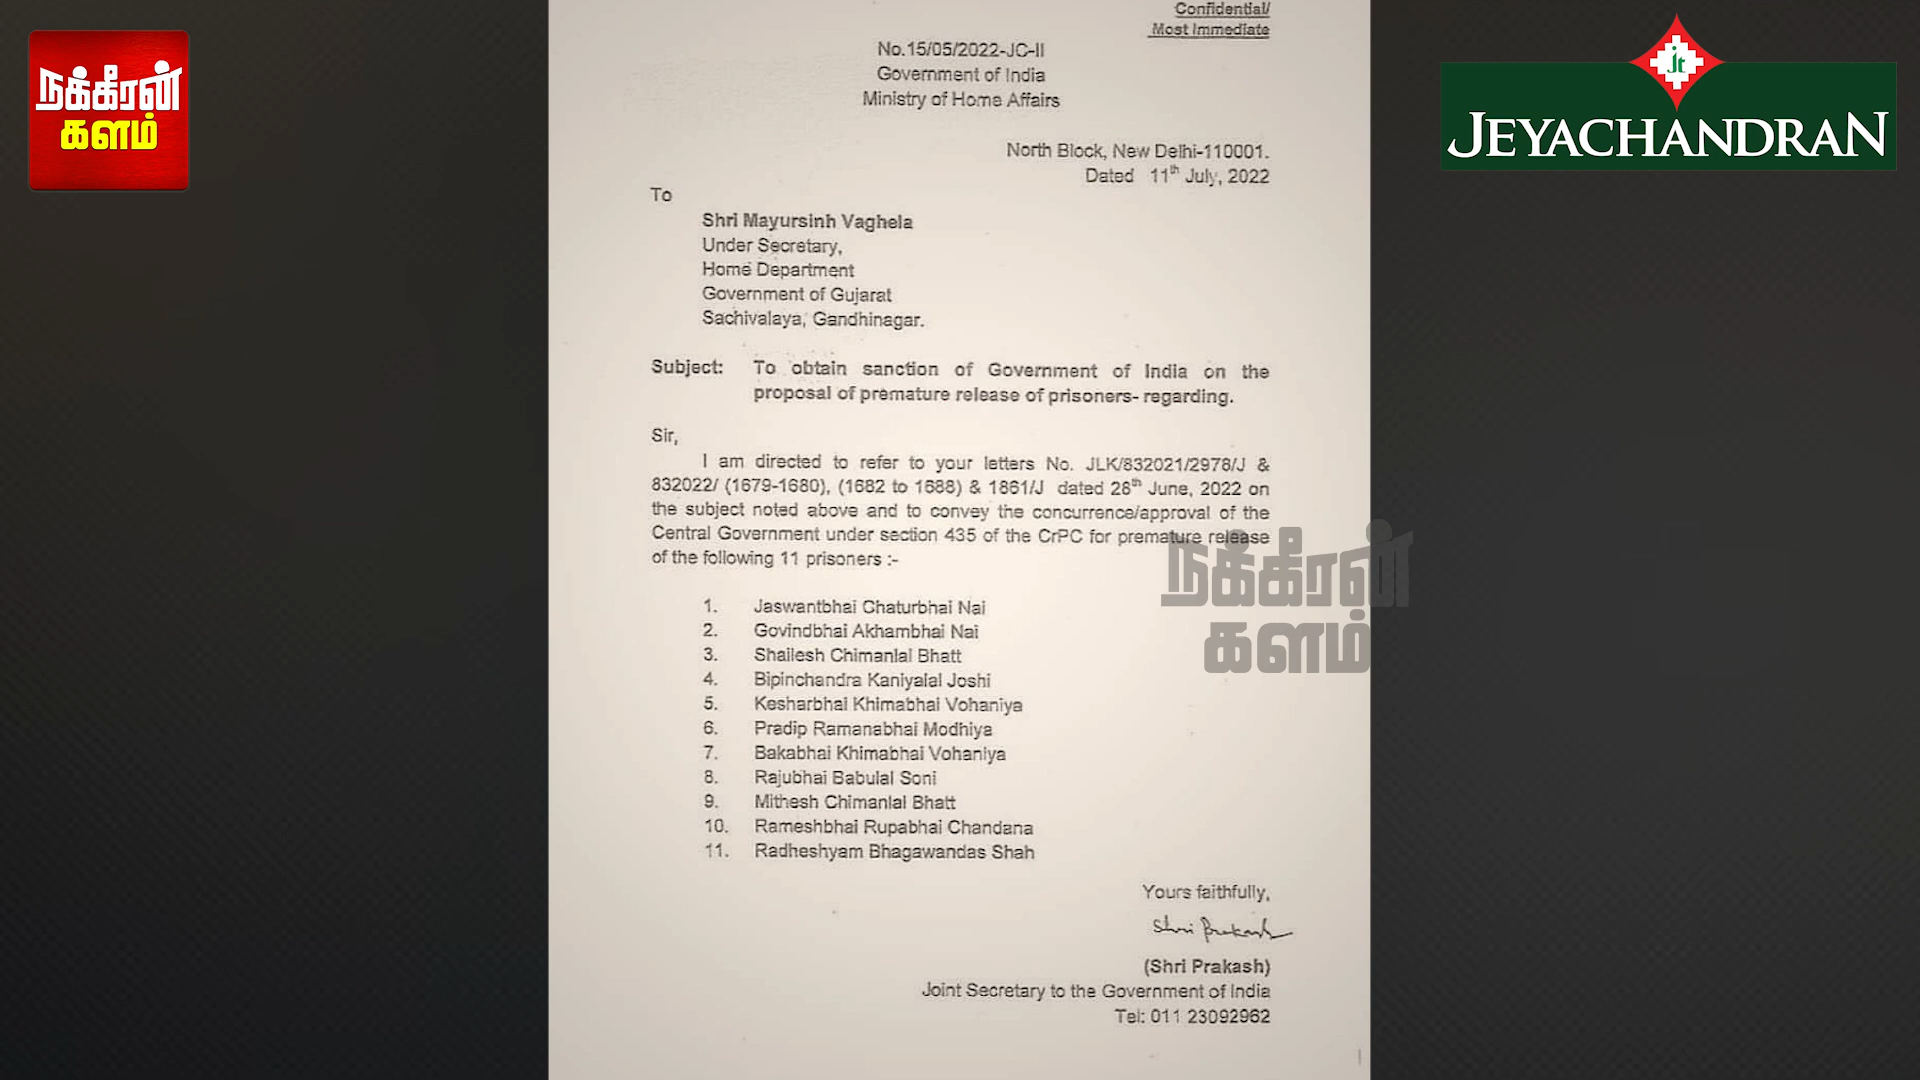 நக்கீரன்
களம்
jt
JEYACHANDRAN
Confidential/
Most Immediate
No.15/05/2022-JC-II
Government of India
Ministry of Home Affairs
North Block, New Delhi-110001.
Dated 11th July, 2022
To
Shri Mayursinh Vaghela
Under Secretary,
Home Department
Government of Gujarat
Sachivalaya, Gandhinagar.
Subject: To obtain sanction of Government of India on the
proposal of premature release of prisoners- regarding.
Sir,
I am directed to refer to your letters No. JLK/832021/2978/J &
832022/ (1679-1680), (1682 to 1688) & 1861/J dated 28th June, 2022 on
the subject noted above and to convey the concurrence/approval of the
Central Government under section 435 of the CrPC for premature release
of the following 11 prisoners :-
நக்கீரன்
களம்
1. Jaswantbhai Chaturbhai Nai
2. Govindbhai Akhambhai Nai
3. Shailesh Chimanlal Bhatt
4. Bipinchandra Kaniyalal Joshi
5. Kesharbhai Khimabhai Vohaniya
6. Pradip Ramanabhai Modhiya
7. Bakabhai Khimabhai Vohaniya
8. Rajubhai Babulal Soni
9. Mithesh Chimanlal Bhatt
10. Rameshbhai Rupabhai Chandana
11. Radheshyam Bhagawandas Shah
Yours faithfully,
Shri Prakash
(Shri Prakash)
Joint Secretary to the Government of India
Tel: 011 23092962